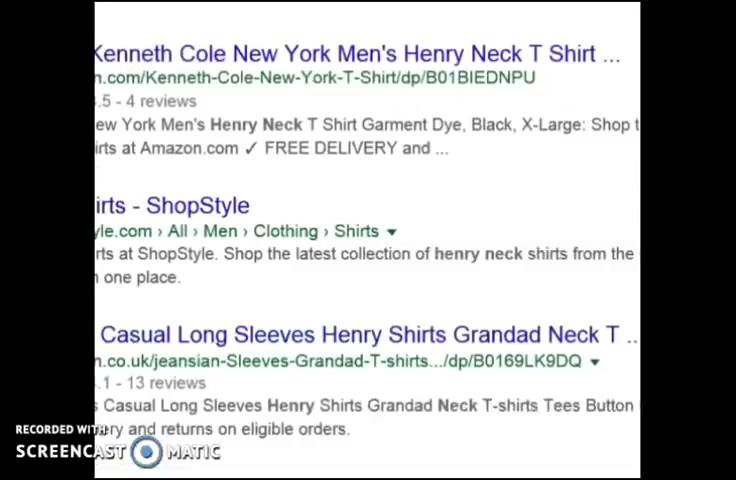 Kenneth Cole New York Men's Henry Neck T Shirt ...
n.com/Kenneth-Cole-New-York-T-Shirt/dp/B01BIEDNPU
.5 - 4 reviews
ew York Men's Henry Neck T Shirt Garment Dye, Black, X-Large: Shop t
irts at Amazon.com ✓ FREE DELIVERY and ...
irts - ShopStyle
yle.com › All › Men › Clothing › Shirts ▼
rts at ShopStyle. Shop the latest collection of henry neck shirts from the
n one place.
Casual Long Sleeves Henry Shirts Grandad Neck T ..
n.co.uk/jeansian-Sleeves-Grandad-T-shirts.../dp/B0169LK9DQ ▼
.1 - 13 reviews
s Casual Long Sleeves Henry Shirts Grandad Neck T-shirts Tees Button
ery and returns on eligible orders.
RECORDED WITH
SCREENCAST MATIC